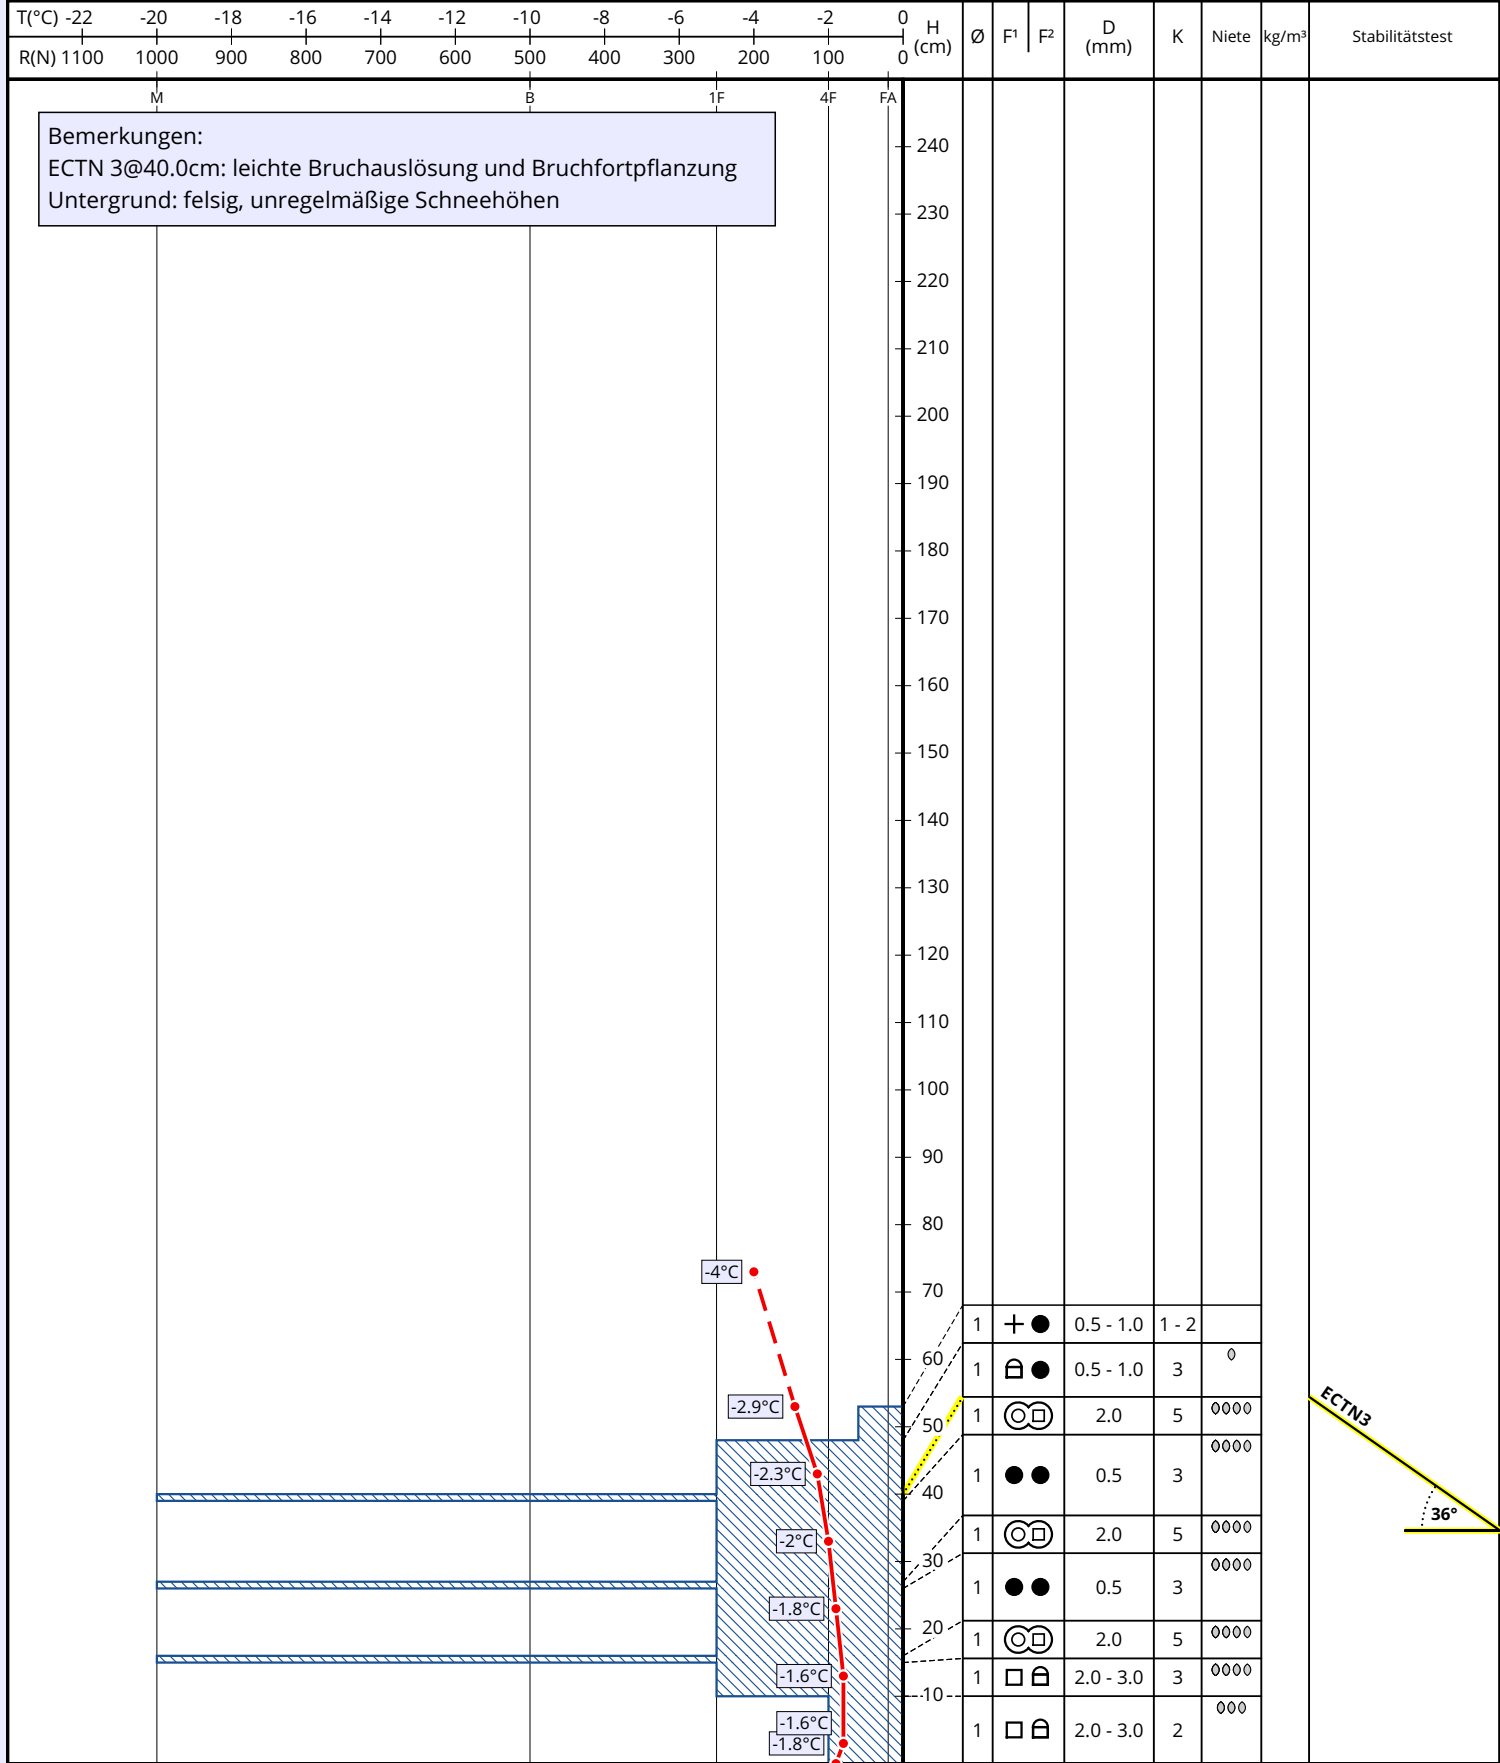 T(°C) -22 -20 -18 -16 -14 -12 -10 -8 -6 -4 -2 0
R(N) 1100 1000 900 800 700 600 500 400 300 200 100 0
H (cm) Ø F¹ F² D (mm) K Niete kg/m³ Stabilitätstest
M B 1F 4F FA
Bemerkungen:
ECTN 3@40.0cm: leichte Bruchauslösung und Bruchfortpflanzung
Untergrund: felsig, unregelmäßige Schneehöhen
240
230
220
210
200
190
180
170
160
150
140
130
120
110
100
90
80
-4°C
70
1 0.5 - 1.0 1 - 2
60
1 0.5 - 1.0 3
-2.9°C
1 2.0 5
ECTN3
50
-2.3°C
1 0.5 3
40
36°
-2°C
1 2.0 5
30
1 0.5 3
-1.8°C
20
1 2.0 5
-1.6°C
1 2.0 - 3.0 3
10
-1.6°C
1 2.0 - 3.0 2
-1.8°C